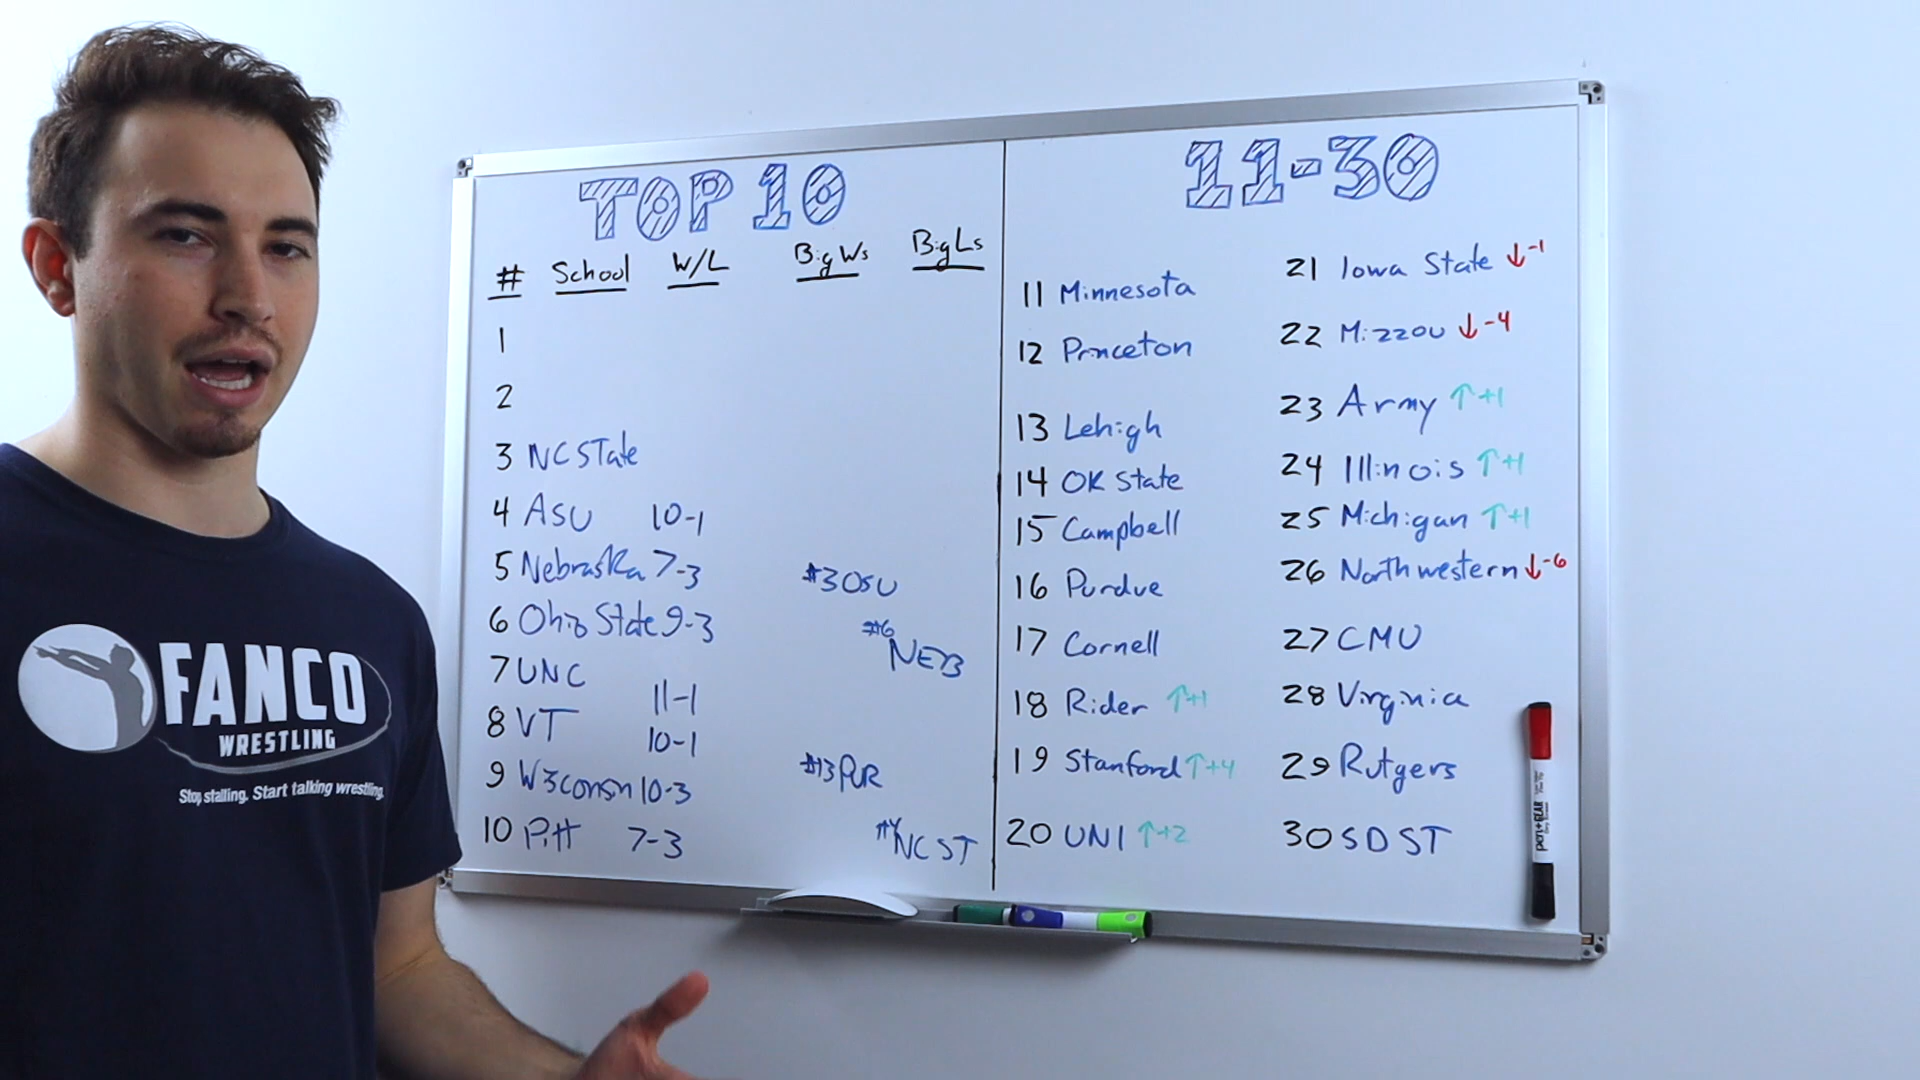 FANCO
WRESTLING
Stop stalling. Start talking wrestling.
TOP 10
# School W/L Big Ws Big Ls
1
2
3 NC State
4 ASU 10-1
5 Nebraska 7-3 #3 OSU
6 Ohio State 9-3 #6 NEB
7 UNC 11-1
8 VT 10-1
9 Wisconsin 10-3 #13 PUR
10 Pitt 7-3 #4 NC ST
11-30
11 Minnesota
12 Princeton
13 Lehigh
14 OK State
15 Campbell
16 Purdue
17 Cornell
18 Rider ↑+1
19 Stanford ↑+4
20 UNI ↑+2
21 Iowa State ↓-1
22 Mizzou ↓-4
23 Army ↑+1
24 Illinois ↑+1
25 Michigan ↑+1
26 Northwestern ↓-6
27 CMU
28 Virginia
29 Rutgers
30 SDST
pen+GEAR